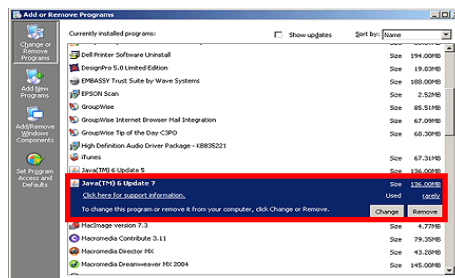 Add or Remove Programs
Change or Remove Programs
Currently installed programs:
Show updates
Sort by: Name
Dell Printer Software Uninstall Size 194.00MB
DesignPro 5.0 Limited Edition Size 19.83MB
EMBASSY Trust Suite by Wave Systems Size 188.00MB
EPSON Scan Size 2.52MB
Add New Programs
GroupWise Size 85.51MB
GroupWise Internet Browser Mail Integration Size 67.09MB
GroupWise Tip of the Day C3PO Size 68.30MB
Add/Remove Windows Components
High Definition Audio Driver Package - KB835221
iTunes Size 67.31MB
Java(TM) 6 Update 5 Size 136.00MB
Set Program Access and Defaults
Java(TM) 6 Update 7 Size 136.00MB
Click here for support information. Used rarely
To change this program or remove it from your computer, click Change or Remove. Change Remove
MacImage version 7.3 Size 4.77MB
Macromedia Contribute 3.11 Size 79.35MB
Macromedia Director MX Size 43.28MB
Macromedia Dreamweaver MX 2004 Size 145.00MB